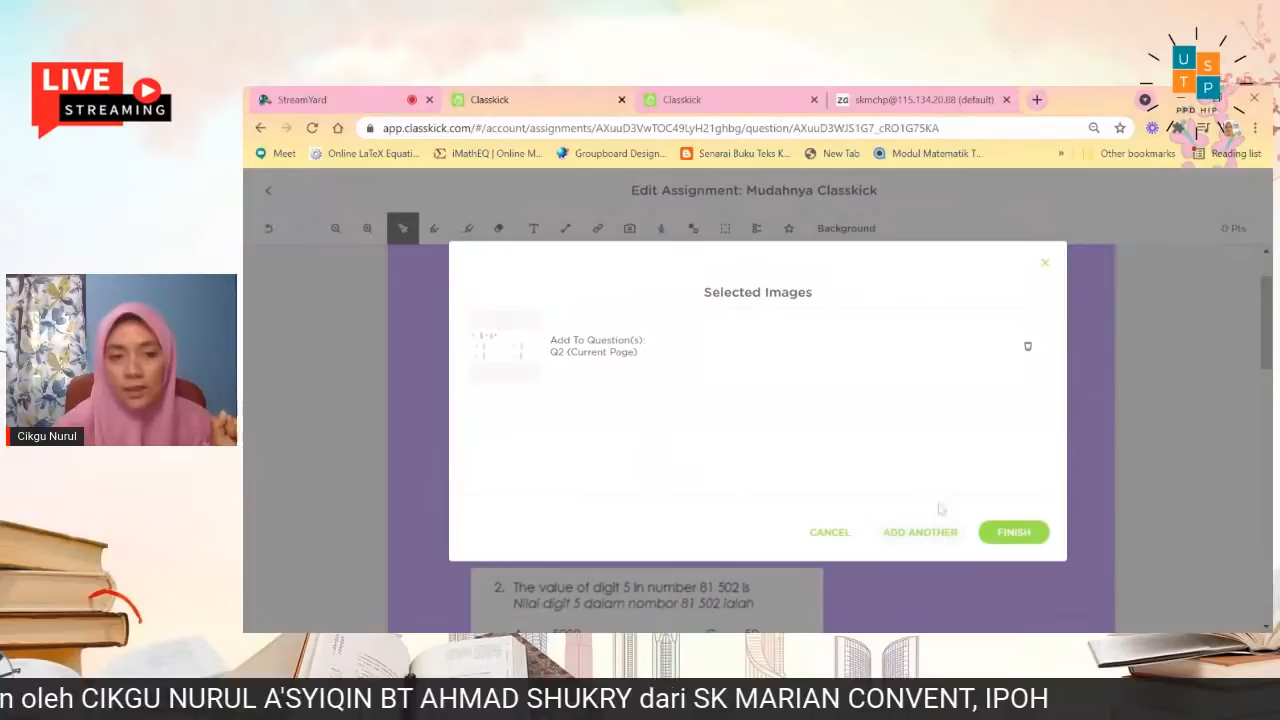 LIVE
STREAMING
U S
T P
PPD HIP
StreamYard
Classkick
Classkick
za skmchp@115.134.20.88 (default)
app.classkick.com/#/account/assignments/AXuuD3VwTOC49LyH21ghbg/question/AXuuD3WJS1G7_cRO1G75KA
Meet
Online LaTeX Equati...
iMathEQ | Online M...
Groupboard Design...
Senarai Buku Teks K...
New Tab
Modul Matematik T...
»
Other bookmarks
Reading list
Edit Assignment: Mudahnya Classkick
Background
0 Pts
Selected Images
Add To Question(s):
Q2 (Current Page)
CANCEL
ADD ANOTHER
FINISH
2. The value of digit 5 in number 81 502 is
Nilai digit 5 dalam nombor 81 502 ialah
Cikgu Nurul
n oleh CIKGU NURUL A'SYIQIN BT AHMAD SHUKRY dari SK MARIAN CONVENT, IPOH